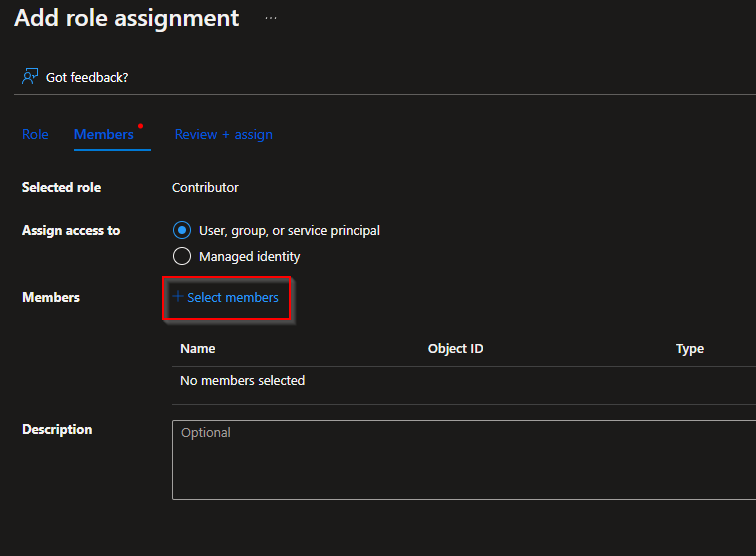 Add role assignment ...
Got feedback?
Role Members Review + assign
Selected role Contributor
Assign access to User, group, or service principal
Managed identity
Members + Select members
Name Object ID Type
No members selected
Description Optional